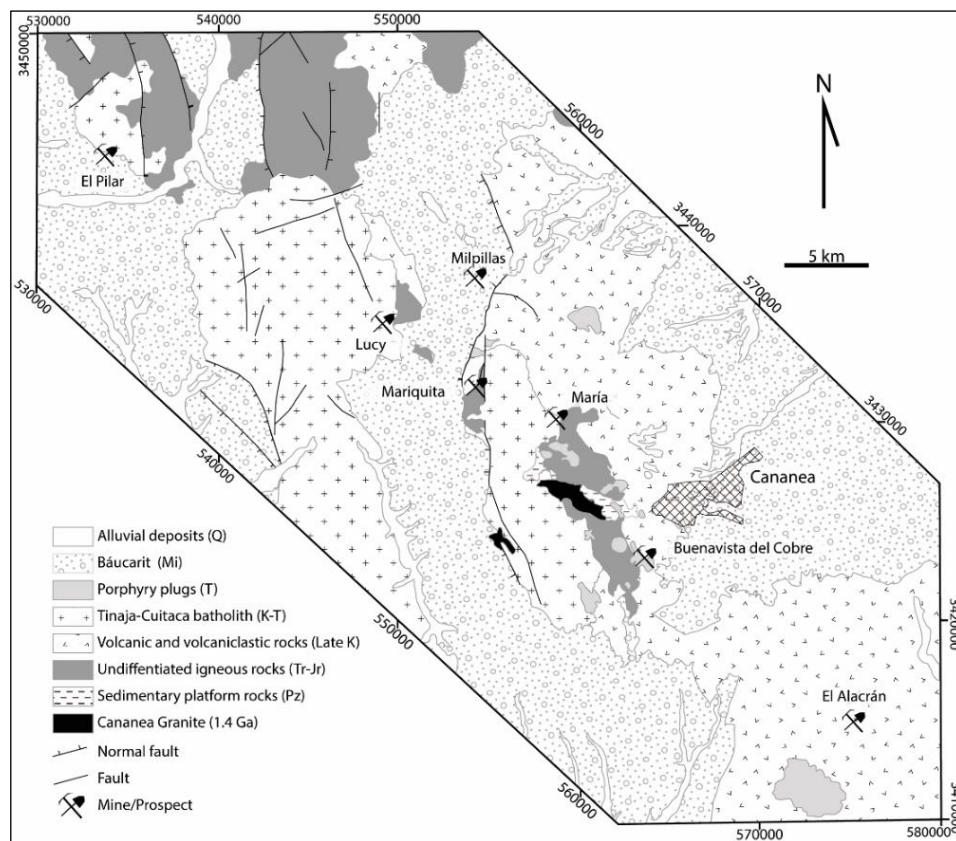 530000
540000
550000
3450000
560000
N
El Pilar
3440000
Milpillas
5 km
570000
530000
Lucy
Mariquita
María
3430000
Cananea
540000
Buenavista del Cobre
Alluvial deposits (Q)
Báucarit (Mi)
Porphyry plugs (T)
Tinaja-Cuitaca batholith (K-T)
Volcanic and volcaniclastic rocks (Late K)
Undiffentiated igneous rocks (Tr-Jr)
Sedimentary platform rocks (Pz)
Cananea Granite (1.4 Ga)
Normal fault
Fault
Mine/Prospect
550000
3420000
El Alacrán
560000
570000
580000